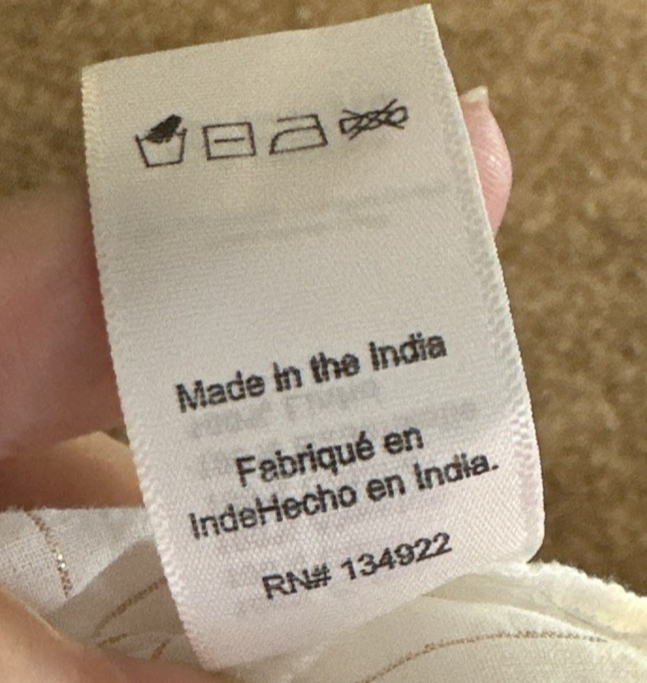 Made in the India
Fabriqué en
IndeHecho en India.
RN# 134922